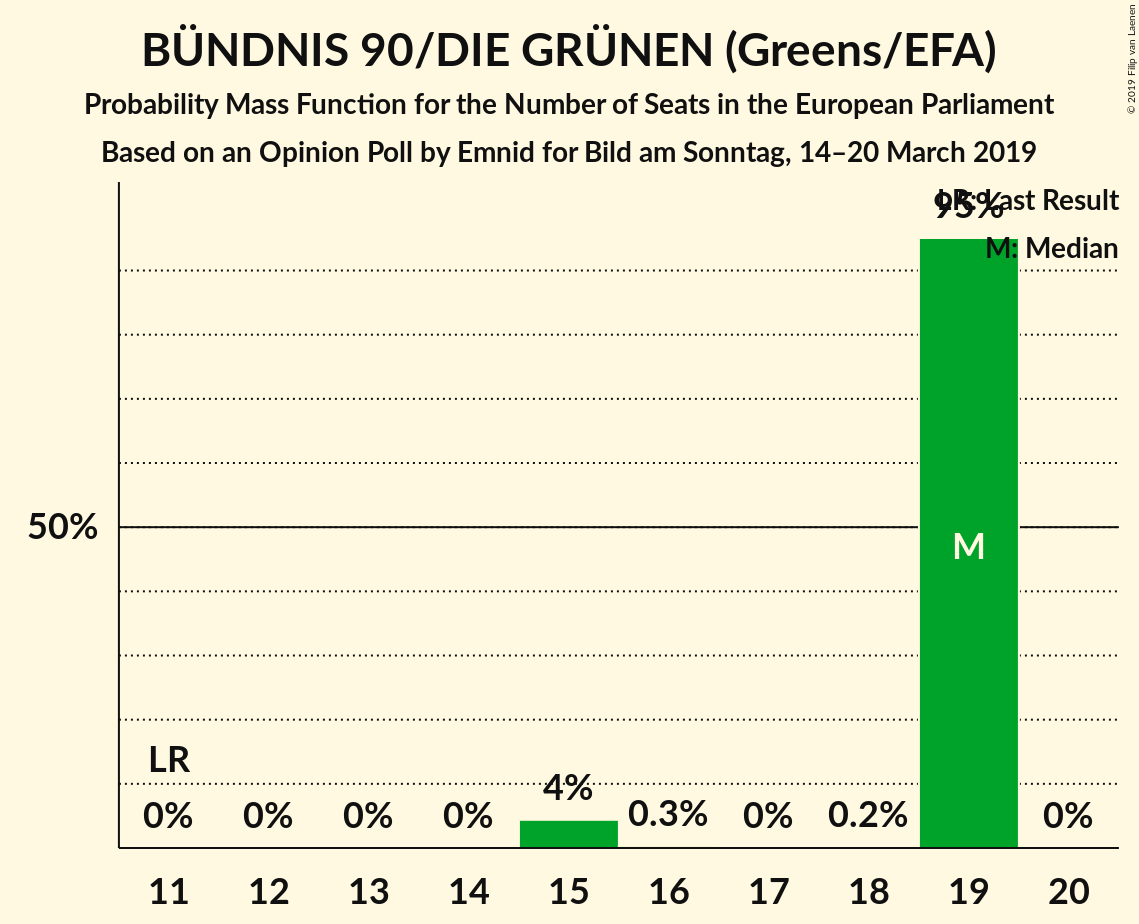 BÜNDNIS 90/DIE GRÜNEN (Greens/EFA)
Probability Mass Function for the Number of Seats in the European Parliament
Based on an Opinion Poll by Emnid for Bild am Sonntag, 14–20 March 2019
© 2019 Filip van Laenen
LR: Last Result
95%
M: Median
50%
M
LR
0% 0% 0% 0% 4% 0.3% 0% 0.2% 0%
11 12 13 14 15 16 17 18 19 20